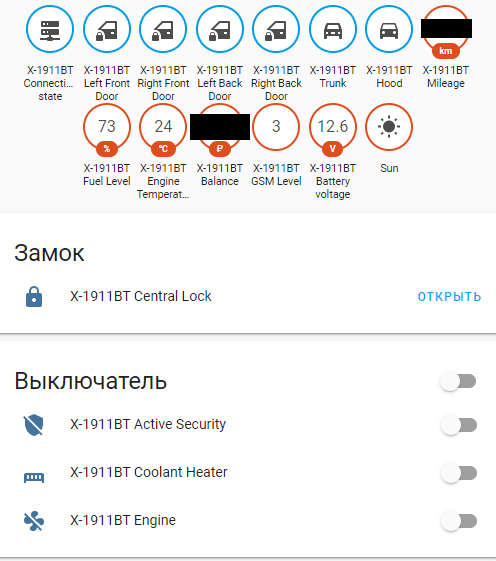 km
X-1911BT Connecti... state
X-1911BT Left Front Door
X-1911BT Right Front Door
X-1911BT Left Back Door
X-1911BT Right Back Door
X-1911BT Trunk
X-1911BT Hood
X-1911BT Mileage
73
%
24
°C
₽
3
12.6
V
X-1911BT Fuel Level
X-1911BT Engine Temperat...
X-1911BT Balance
X-1911BT GSM Level
X-1911BT Battery voltage
Sun
Замок
X-1911BT Central Lock
ОТКРЫТЬ
Выключатель
X-1911BT Active Security
X-1911BT Coolant Heater
X-1911BT Engine